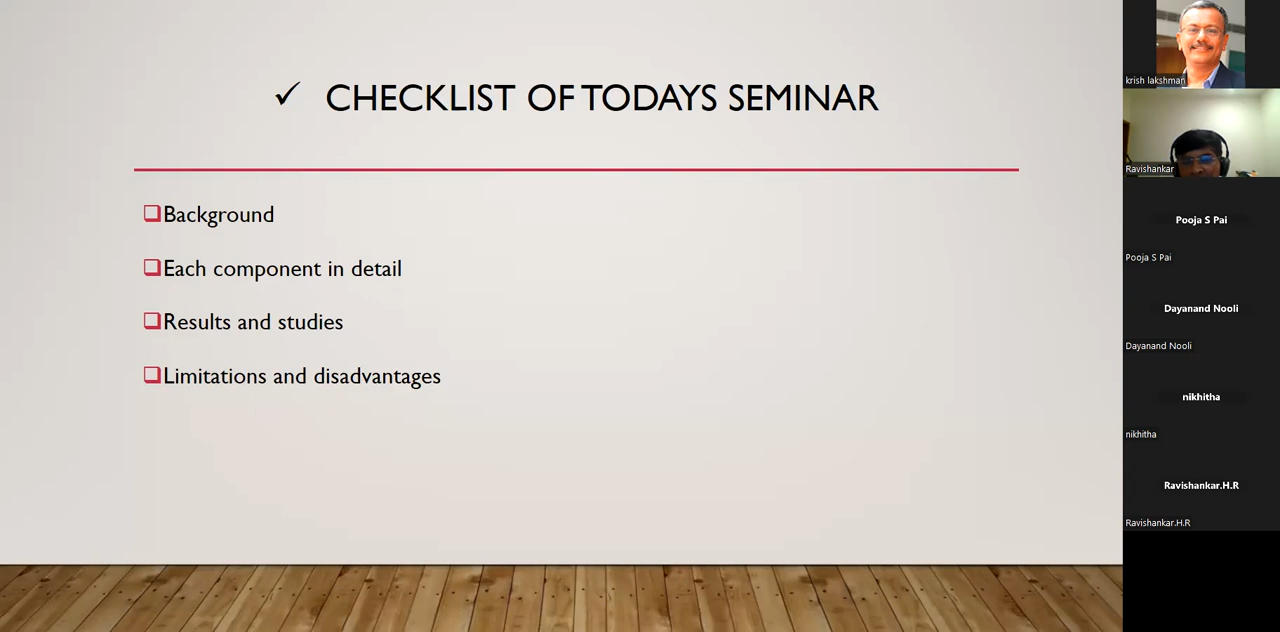 ✓ CHECKLIST OF TODAYS SEMINAR
❑Background
❑Each component in detail
❑Results and studies
❑Limitations and disadvantages
krish lakshman
Ravishankar
Pooja S Pai
Pooja S Pai
Dayanand Nooli
Dayanand Nooli
nikhitha
nikhitha
Ravishankar.H.R
Ravishankar.H.R